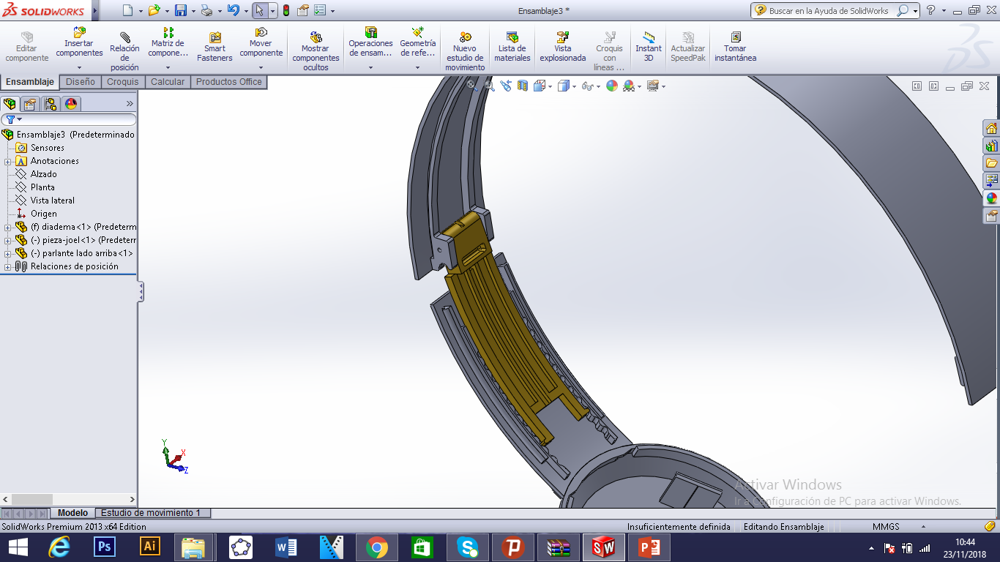 SOLIDWORKS
Ensamblaje3 *
Buscar en la Ayuda de SolidWorks
Editar componente
Insertar componentes
Relación de posición
Matriz de compone...
Smart Fasteners
Mover componente
Mostrar componentes ocultos
Operaciones de ensam...
Geometría de refe...
Nuevo estudio de movimiento
Lista de materiales
Vista explosionada
Croquis con líneas ...
Instant 3D
Actualizar SpeedPak
Tomar instantánea
Ensamblaje Diseño Croquis Calcular Productos Office
Ensamblaje3 (Predeterminado
Sensores
Anotaciones
Alzado
Planta
Vista lateral
Origen
(f) diadema<1> (Predeterm
(-) pieza-joel<1> (Predeterr
(-) parlante lado arriba<1>
Relaciones de posición
Y
X
Z
Activar Windows
Ir a Configuración de PC para activar Windows.
Modelo Estudio de movimiento 1
SolidWorks Premium 2013 x64 Edition Insuficientemente definida Editando Ensamblaje MMGS
Ps
Ai
10:44
23/11/2018